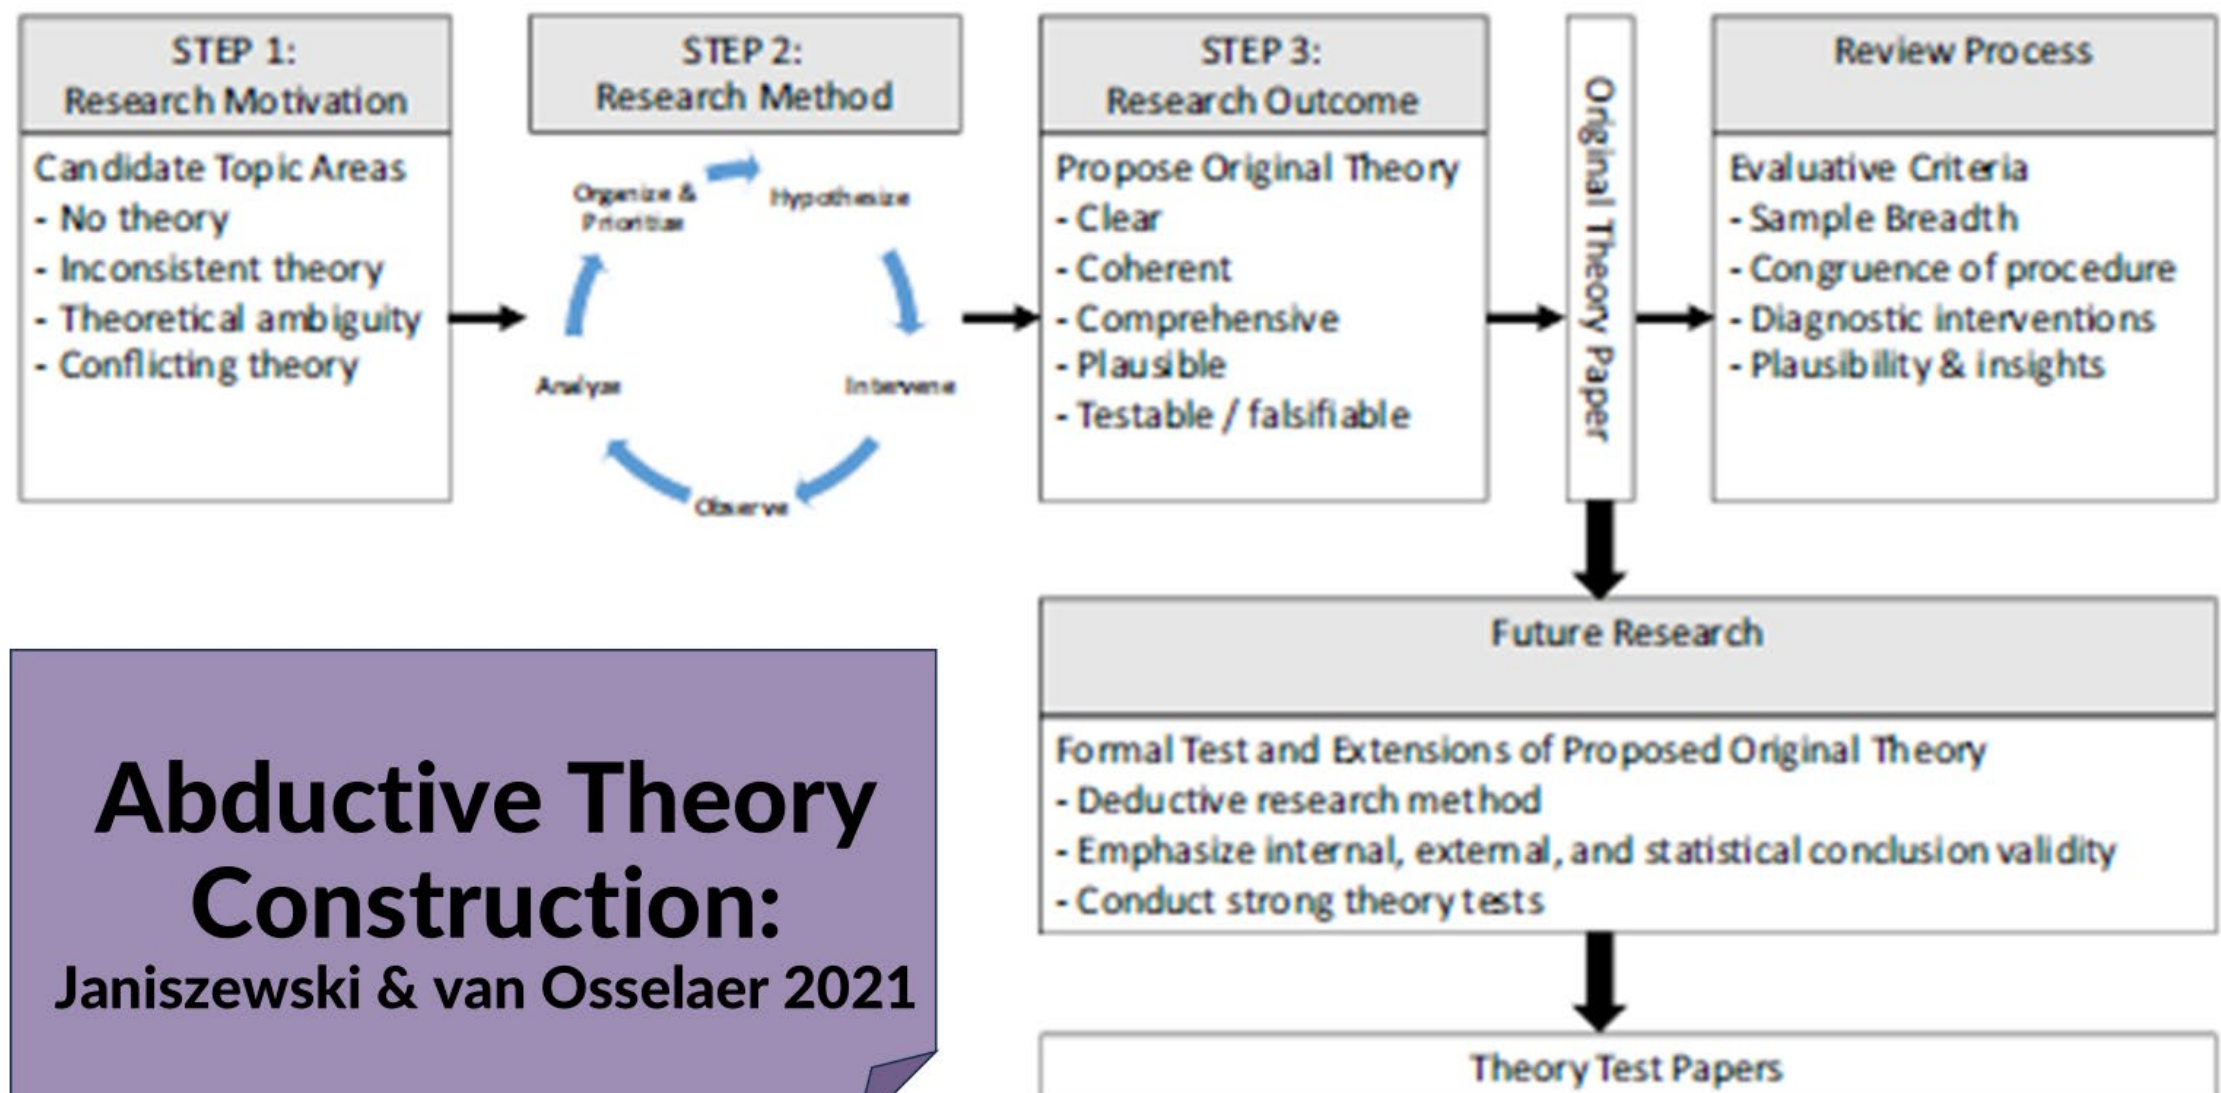 STEP 1:
Research Motivation
Candidate Topic Areas
- No theory
- Inconsistent theory
- Theoretical ambiguity
- Conflicting theory
STEP 2:
Research Method
Organize &
Prioritize
Hypothesize
Intervene
Observe
Analyze
STEP 3:
Research Outcome
Propose Original Theory
- Clear
- Coherent
- Comprehensive
- Plausible
- Testable / falsifiable
Original Theory Paper
Review Process
Evaluative Criteria
- Sample Breadth
- Congruence of procedure
- Diagnostic interventions
- Plausibility & insights
Future Research
Formal Test and Extensions of Proposed Original Theory
- Deductive research method
- Emphasize internal, external, and statistical conclusion validity
- Conduct strong theory tests
Theory Test Papers
Abductive Theory
Construction:
Janiszewski & van Osselaer 2021